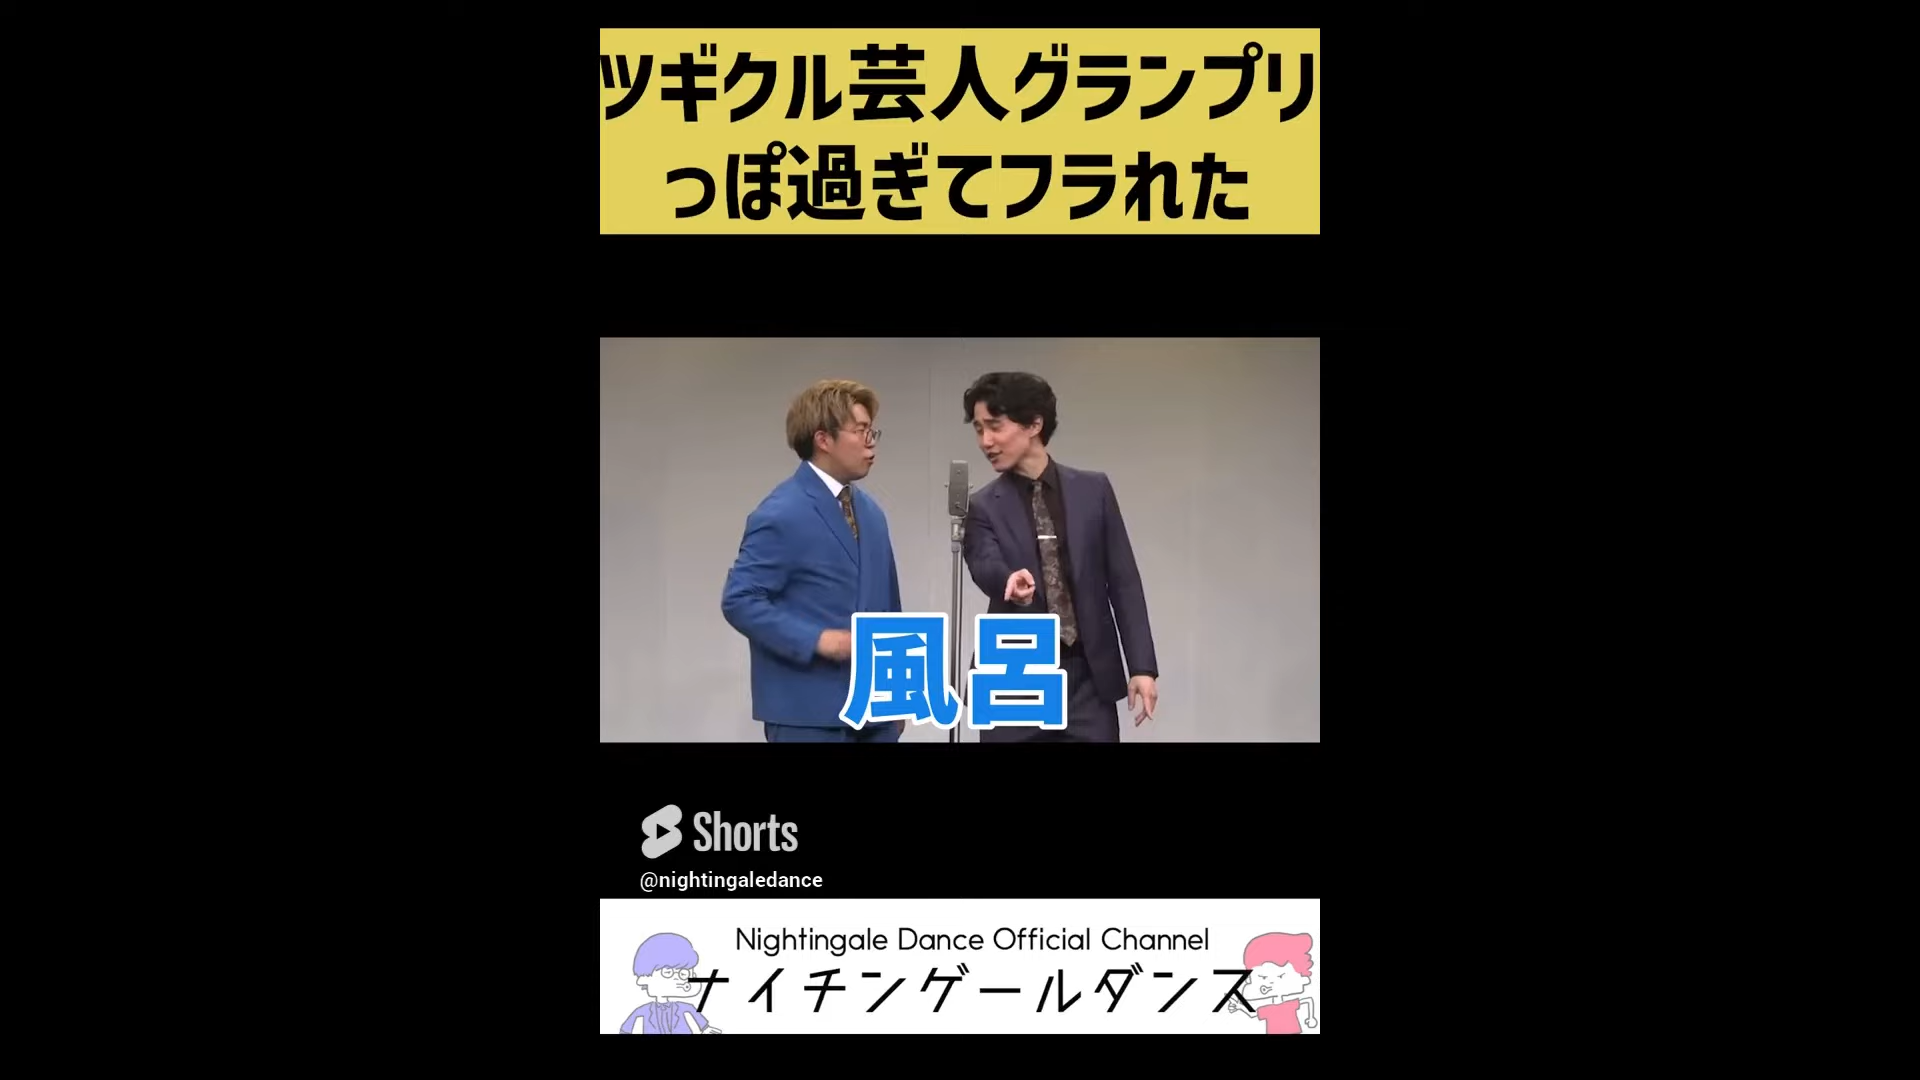 ツギクル芸人グランプリ
っぽ過ぎてフラれた
風呂
Shorts
@nightingaledance
Nightingale Dance Official Channel
ナイチンゲールダンス